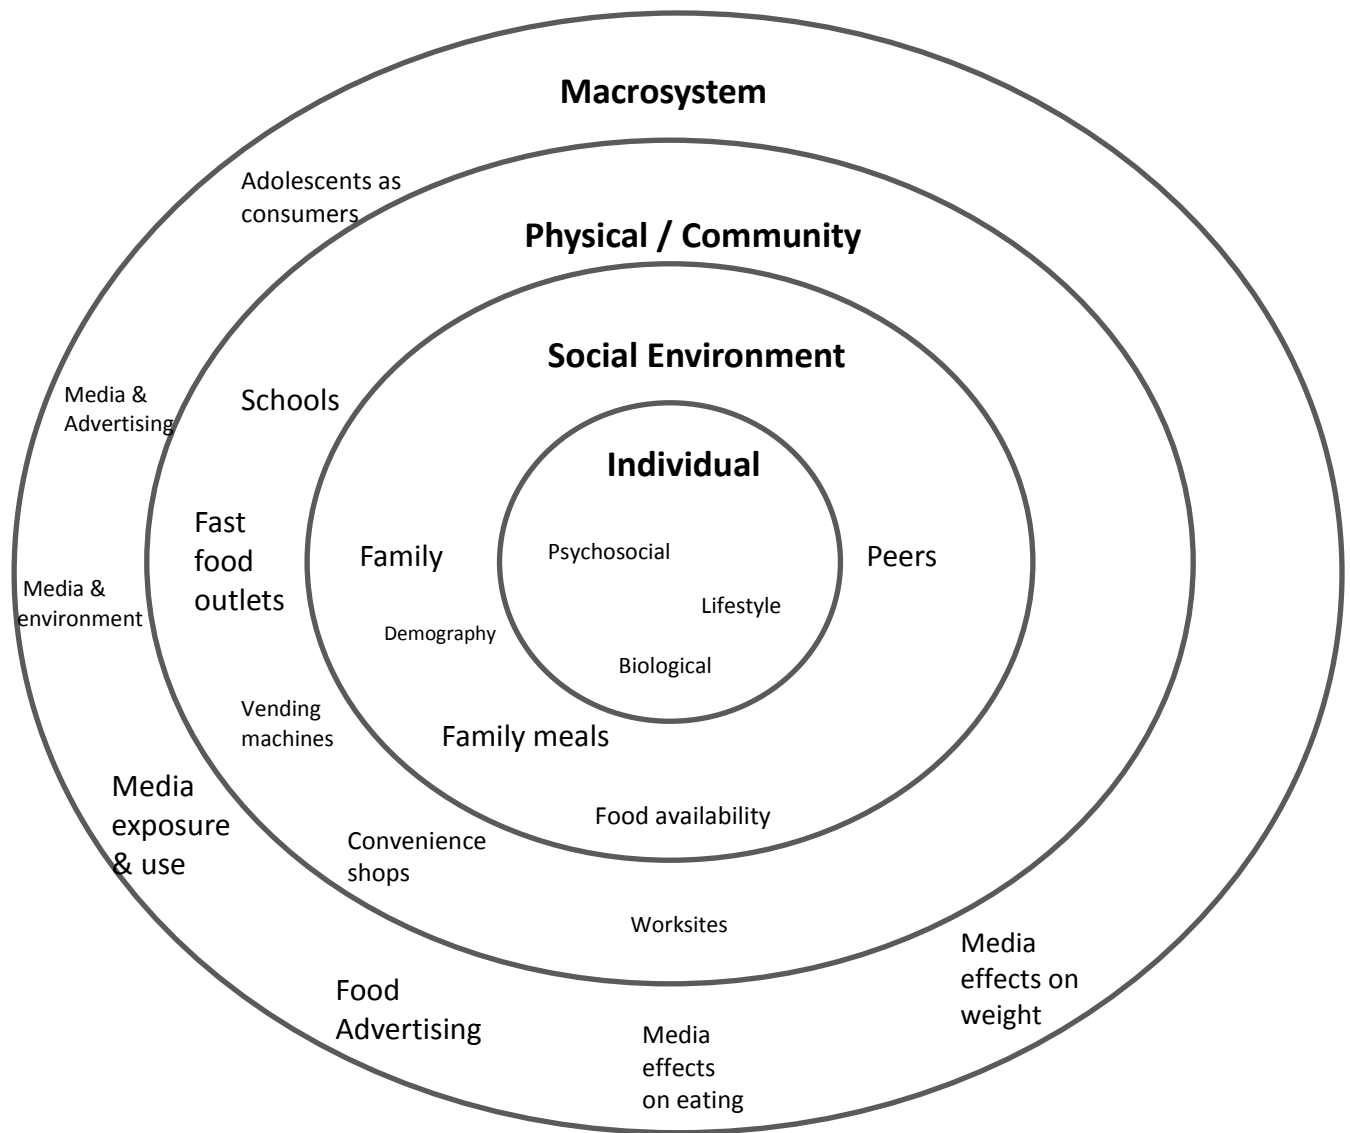 Macrosystem
Adolescents as
consumers
Physical / Community
Social Environment
Media &
Advertising
Schools
Individual
Fast
food
outlets
Family
Psychosocial
Peers
Media &
environment
Lifestyle
Demography
Biological
Vending
machines
Family meals
Media
exposure
& use
Food availability
Convenience
shops
Worksites
Media
effects on
weight
Food
Advertising
Media
effects
on eating